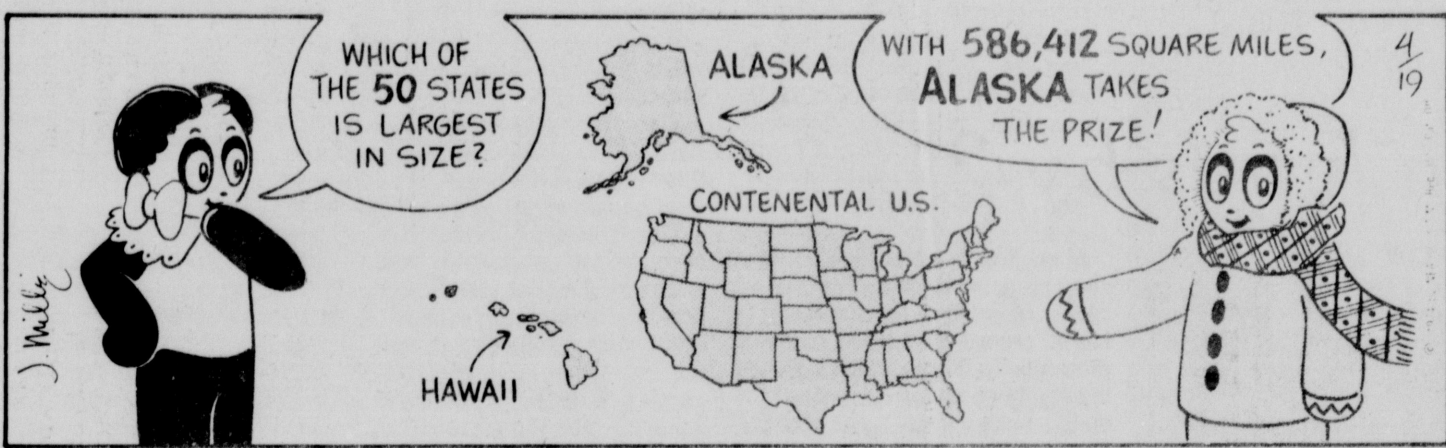 WHICH OF
THE 50 STATES
IS LARGEST
IN SIZE?
ALASKA
CONTENENTAL U.S.
HAWAII
WITH 586,412 SQUARE MILES,
ALASKA TAKES
THE PRIZE!
4
19
J. Mills